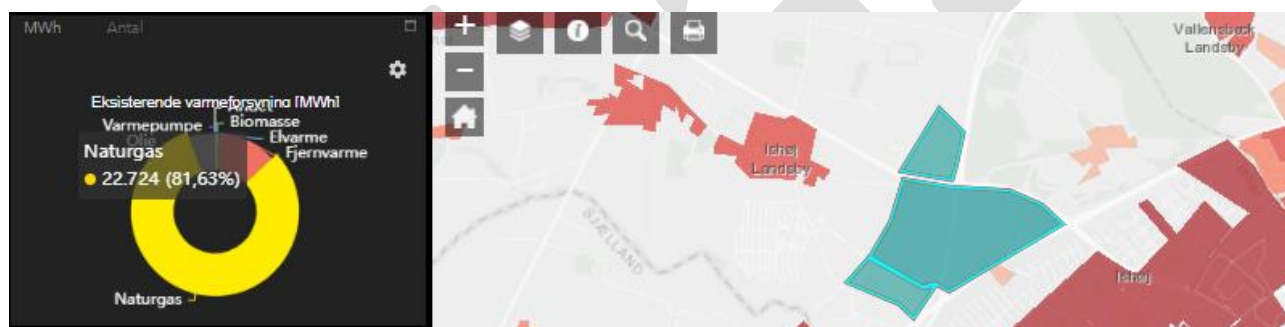 MWh
Antal
Eksisterende varmeforsyning [MWh]
Varmepumpe
Biomasse
Olie
Elvarme
Naturgas
Fjernvarme
22.724 (81,63%)
Naturgas
+
−
i
Vallensbæk
Landsby
Ishøj
Landsby
SJÆLLAND
Ishøj